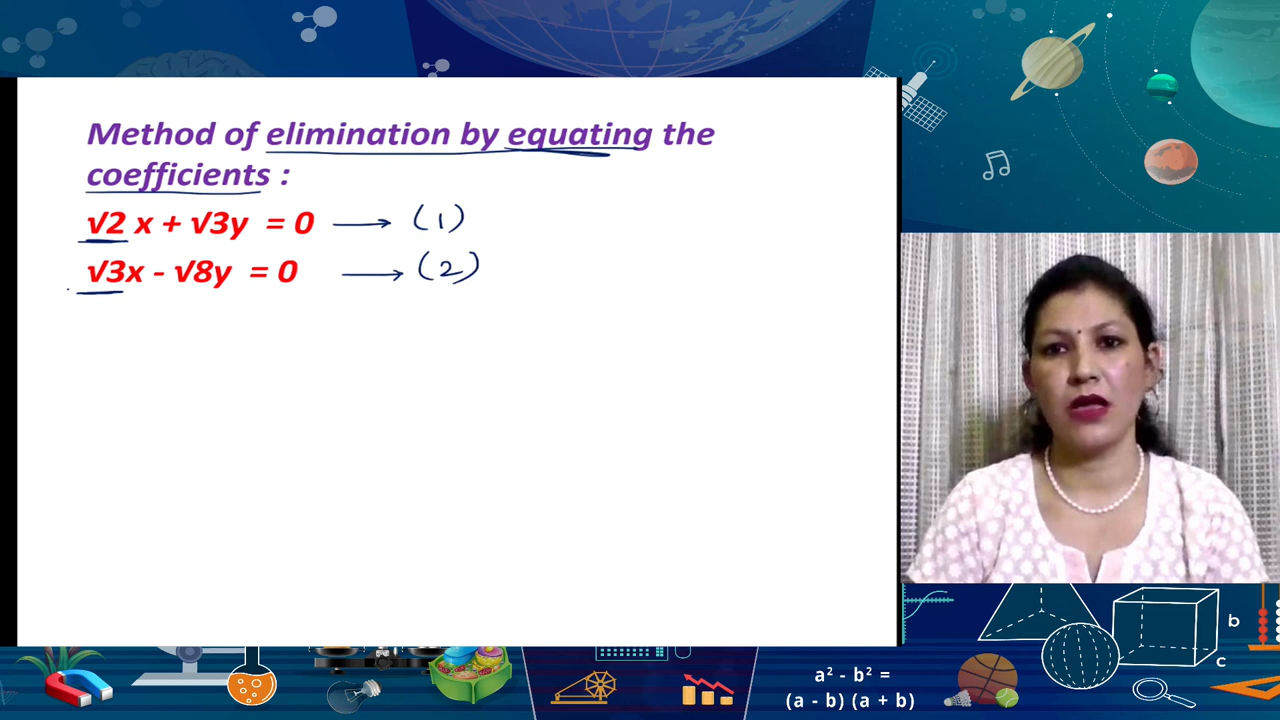 Method of elimination by equating the
coefficients :
√2 x + √3y = 0 ⟶ (1)
√3x - √8y = 0 ⟶ (2)
b
c
a² - b² =
(a - b) (a + b)